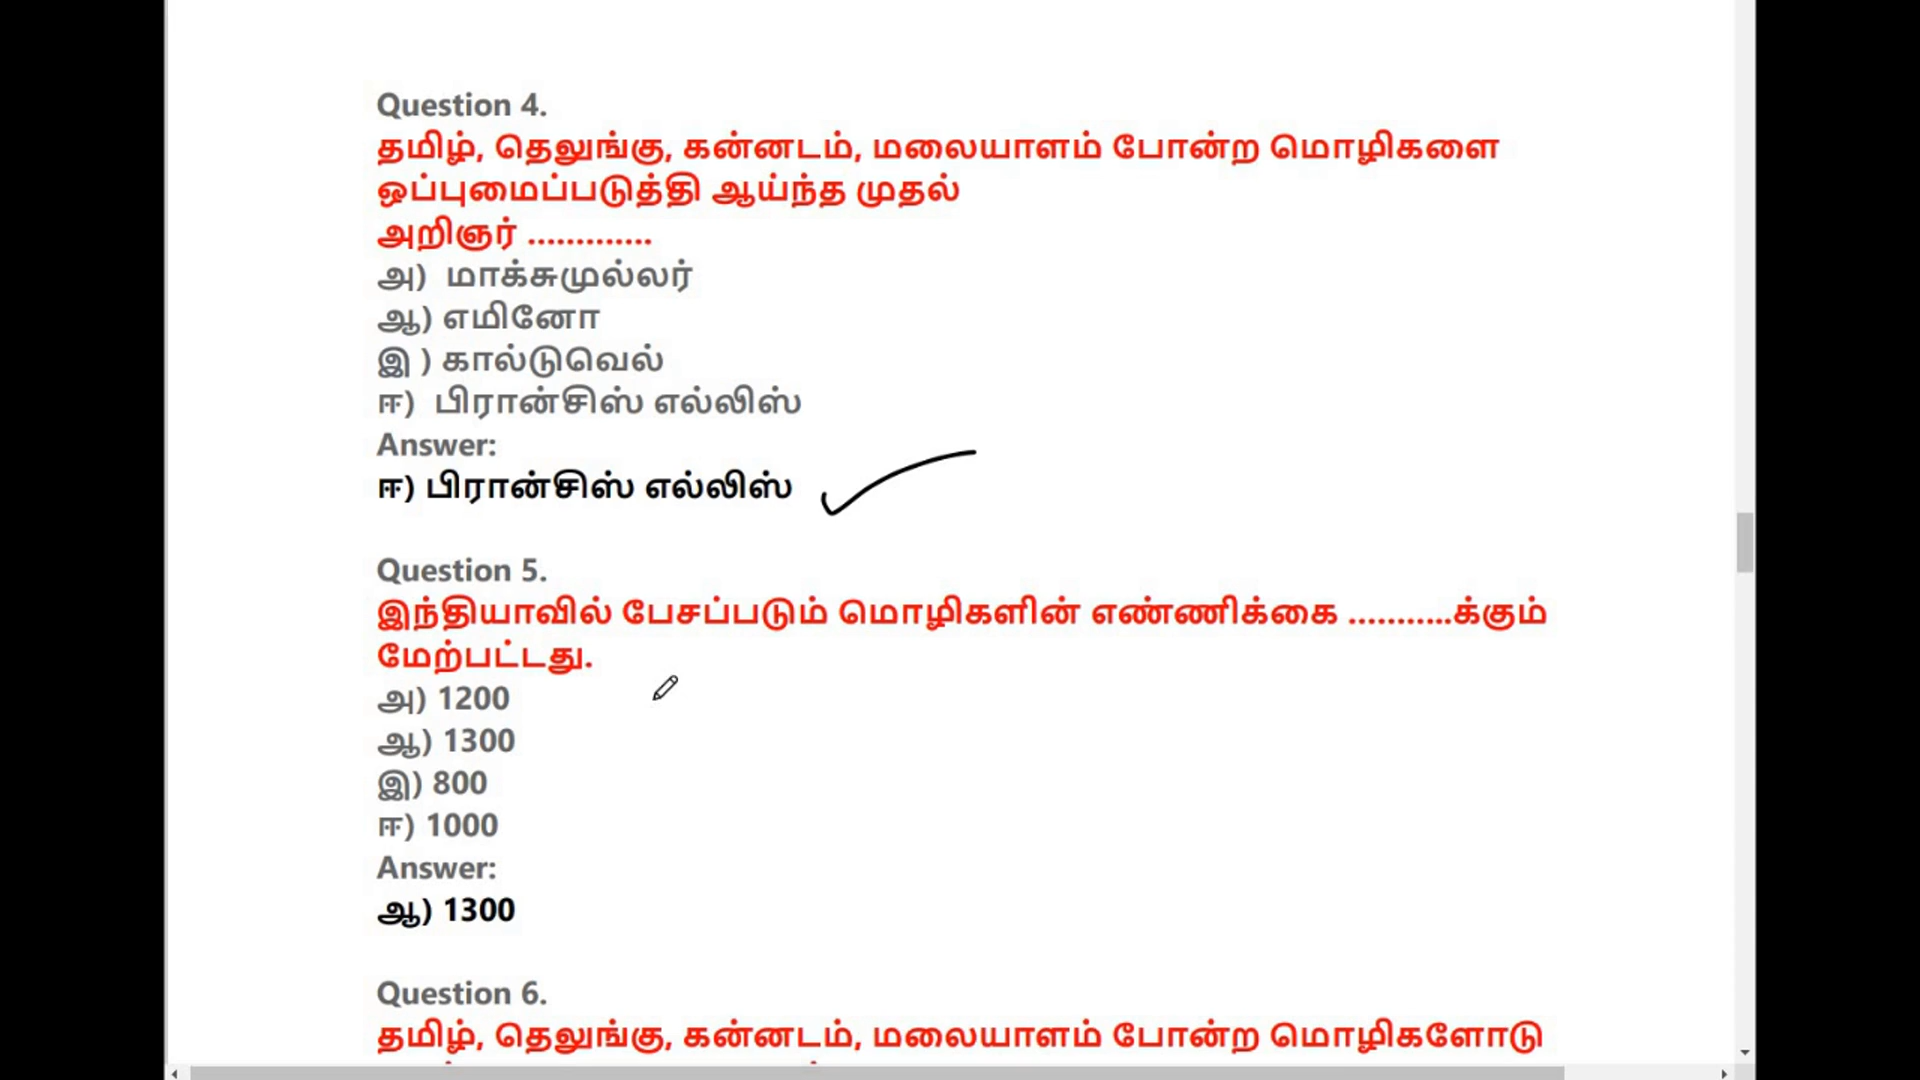 Question 4.
தமிழ், தெலுங்கு, கன்னடம், மலையாளம் போன்ற மொழிகளை
ஒப்புமைப்படுத்தி ஆய்ந்த முதல்
அறிஞர் .............
அ) மாக்சுமுல்லர்
ஆ) எமினோ
இ ) கால்டுவெல்
ஈ) பிரான்சிஸ் எல்லிஸ்
Answer:
ஈ) பிரான்சிஸ் எல்லிஸ்
Question 5.
இந்தியாவில் பேசப்படும் மொழிகளின் எண்ணிக்கை ...........க்கும்
மேற்பட்டது.
அ) 1200
ஆ) 1300
இ) 800
ஈ) 1000
Answer:
ஆ) 1300
Question 6.
தமிழ், தெலுங்கு, கன்னடம், மலையாளம் போன்ற மொழிகளோடு